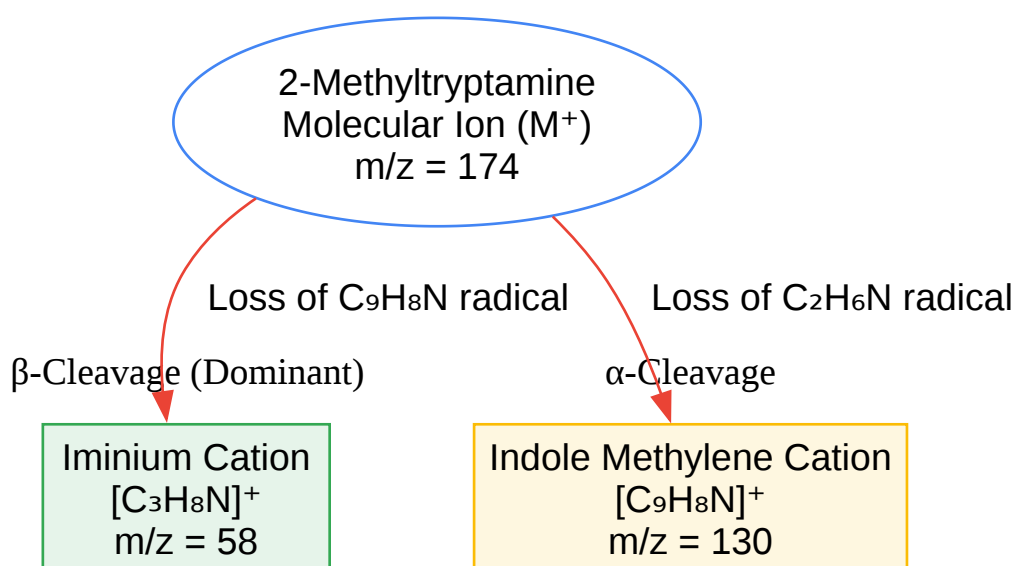 2-Methyltryptamine
Molecular Ion (M⁺)
m/z = 174
Loss of C₉H₈N radical
Loss of C₂H₆N radical
β-Cleavage (Dominant)
α-Cleavage
Iminium Cation
[C₃H₈N]⁺
m/z = 58
Indole Methylene Cation
[C₉H₈N]⁺
m/z = 130